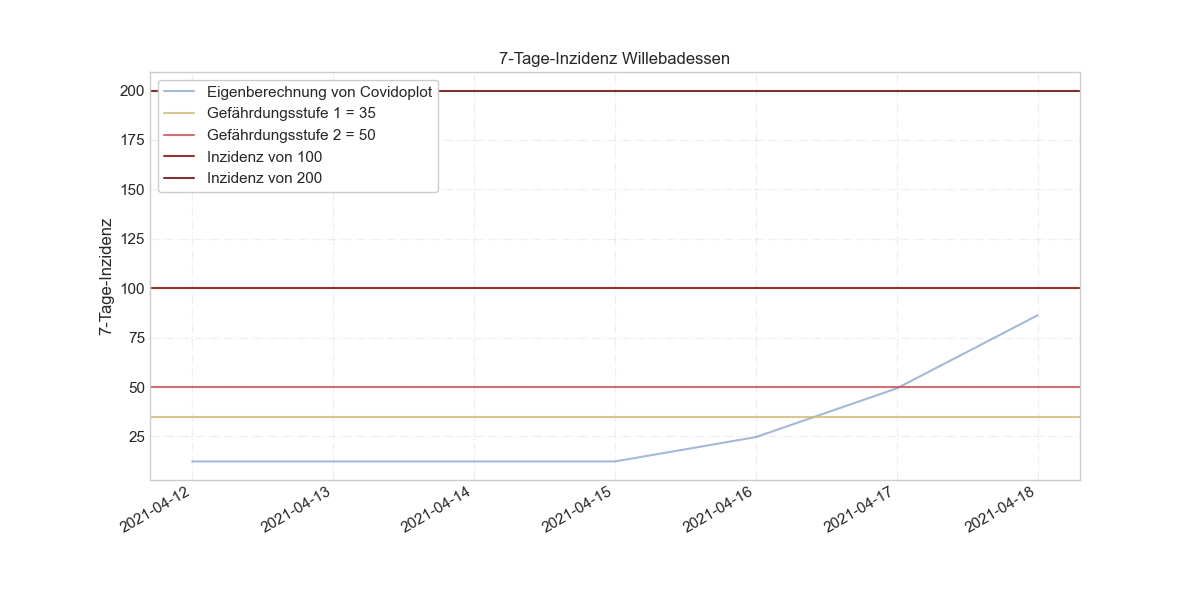 7-Tage-Inzidenz Willebadessen
Eigenberechnung von Covidoplot
Gefährdungsstufe 1 = 35
Gefährdungsstufe 2 = 50
Inzidenz von 100
Inzidenz von 200
7-Tage-Inzidenz
200
175
150
125
100
75
50
25
2021-04-12
2021-04-13
2021-04-14
2021-04-15
2021-04-16
2021-04-17
2021-04-18